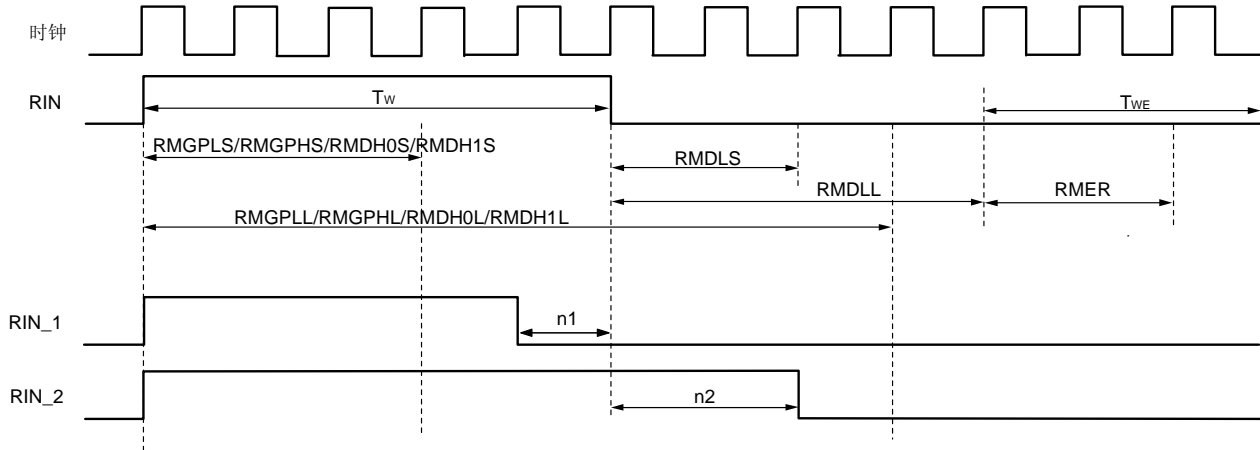 时钟
RIN
TW
TWE
RMGPLS/RMGPHS/RMDH0S/RMDH1S
RMDLS
RMDLL
RMER
RMGPLL/RMGPHL/RMDH0L/RMDH1L
RIN_1
n1
RIN_2
n2